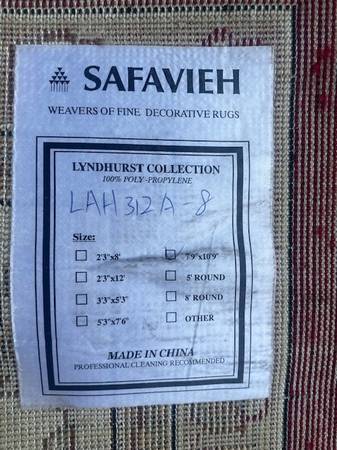 SAFAVIEH
WEAVERS OF FINE DECORATIVE RUGS
LYNDHURST COLLECTION
100% POLY-PROPYLENE
LAH312A-8
Size:
2'3"x8' 7'9"x10'9"
2'3"x12' 5' ROUND
3'3"x5'3" 8' ROUND
5'3"x7'6" OTHER
MADE IN CHINA
PROFESSIONAL CLEANING RECOMMENDED